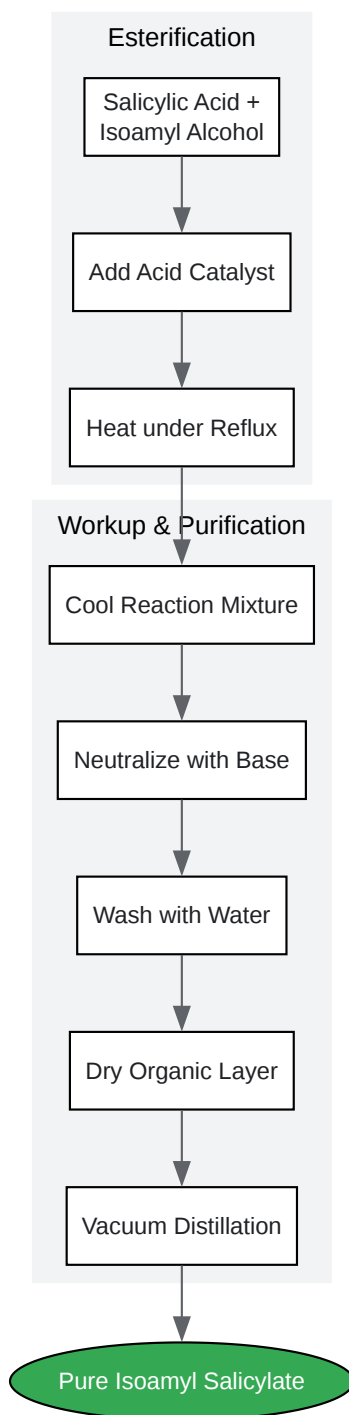 Esterification
Salicylic Acid +
Isoamyl Alcohol
Add Acid Catalyst
Heat under Reflux
Workup & Purification
Cool Reaction Mixture
Neutralize with Base
Wash with Water
Dry Organic Layer
Vacuum Distillation
Pure Isoamyl Salicylate